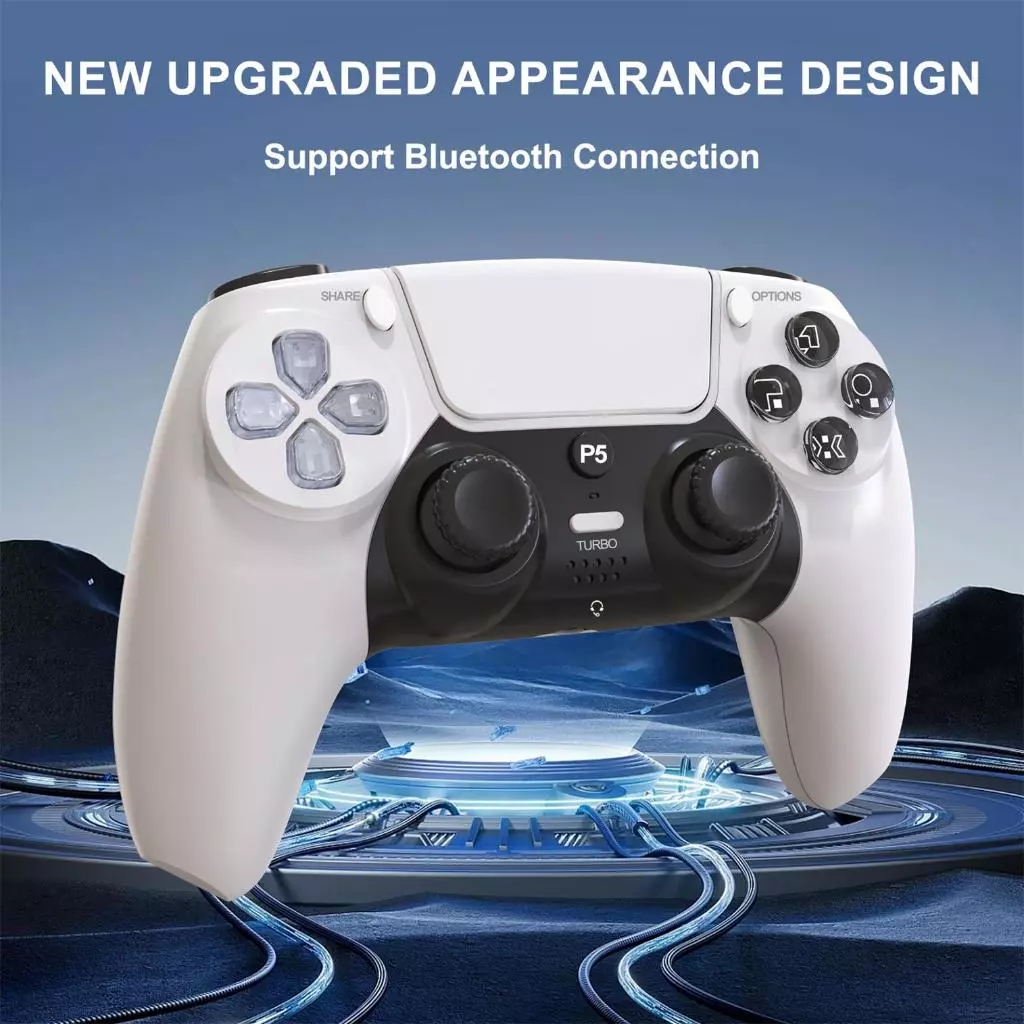 NEW UPGRADED APPEARANCE DESIGN
Support Bluetooth Connection
SHARE
OPTIONS
P5
TURBO